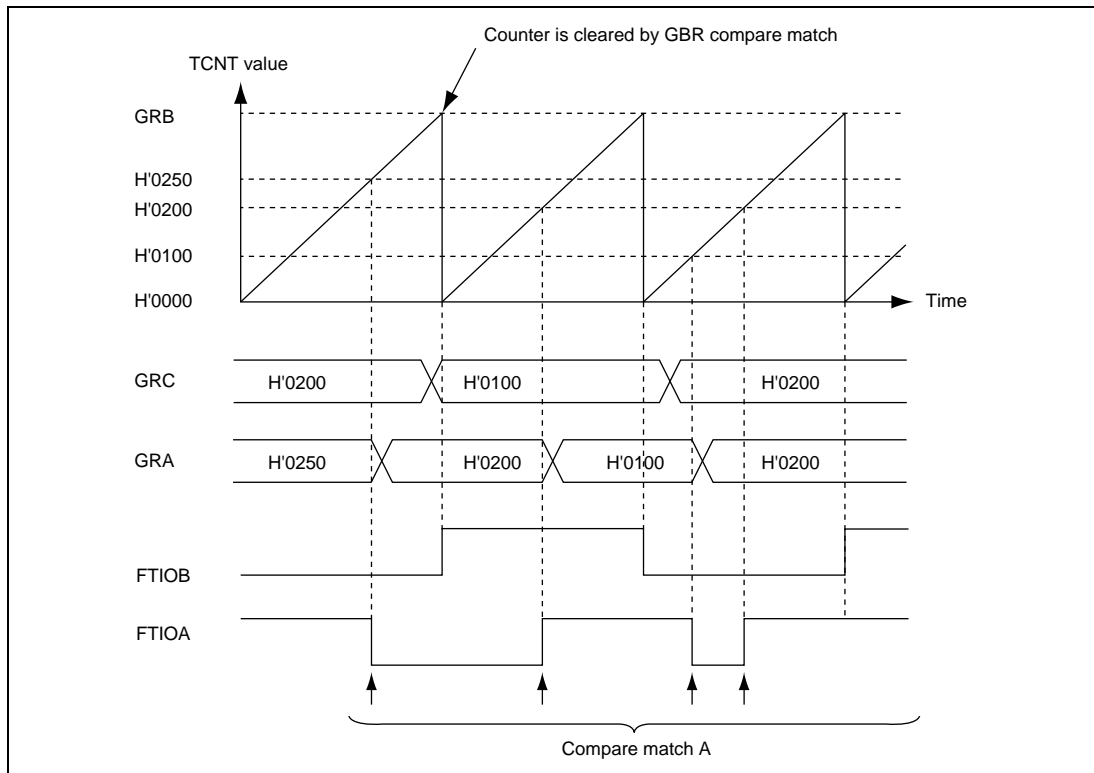 Counter is cleared by GBR compare match
TCNT value
GRB
H'0250
H'0200
H'0100
H'0000
Time
GRC
H'0200
H'0100
H'0200
GRA
H'0250
H'0200
H'0100
H'0200
FTIOB
FTIOA
Compare match A